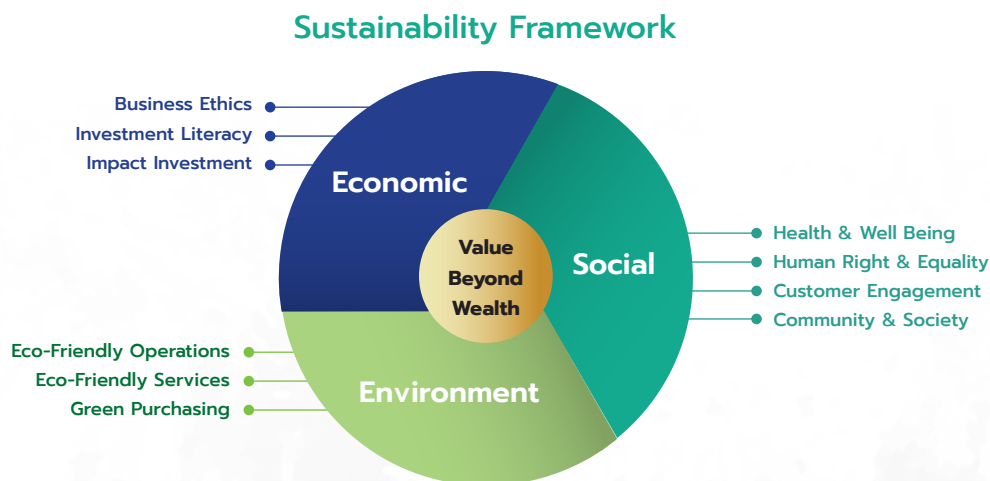 Sustainability Framework
Business Ethics
Investment Literacy
Impact Investment
Economic
Value
Beyond
Wealth
Social
Health & Well Being
Human Right & Equality
Customer Engagement
Community & Society
Eco-Friendly Operations
Eco-Friendly Services
Green Purchasing
Environment